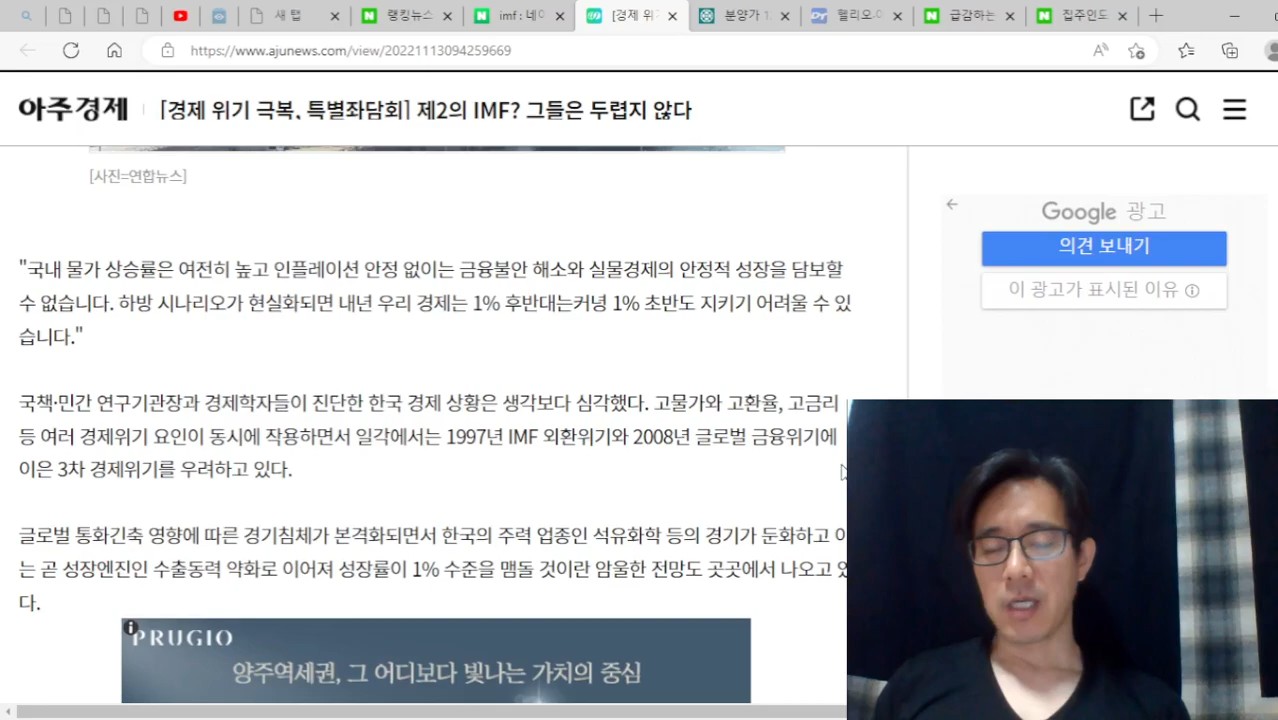 새 탭
랭킹뉴스
imf : 네이
[경제 위기
분양가 1
헬리오
급감하는
집주인도
https://www.ajunews.com/view/20221113094259669
아주경제
[경제 위기 극복, 특별좌담회] 제2의 IMF? 그들은 두렵지 않다
[사진=연합뉴스]
"국내 물가 상승률은 여전히 높고 인플레이션 안정 없이는 금융불안 해소와 실물경제의 안정적 성장을 담보할
수 없습니다. 하방 시나리오가 현실화되면 내년 우리 경제는 1% 후반대는커녕 1% 초반도 지키기 어려울 수 있
습니다."
국책·민간 연구기관장과 경제학자들이 진단한 한국 경제 상황은 생각보다 심각했다. 고물가와 고환율, 고금리
등 여러 경제위기 요인이 동시에 작용하면서 일각에서는 1997년 IMF 외환위기와 2008년 글로벌 금융위기에
이은 3차 경제위기를 우려하고 있다.
글로벌 통화긴축 영향에 따른 경기침체가 본격화되면서 한국의 주력 업종인 석유화학 등의 경기가 둔화하고 이
는 곧 성장엔진인 수출동력 악화로 이어져 성장률이 1% 수준을 맴돌 것이란 암울한 전망도 곳곳에서 나오고 있
다.
Google 광고
의견 보내기
이 광고가 표시된 이유
PRUGIO
양주역세권, 그 어디보다 빛나는 가치의 중심